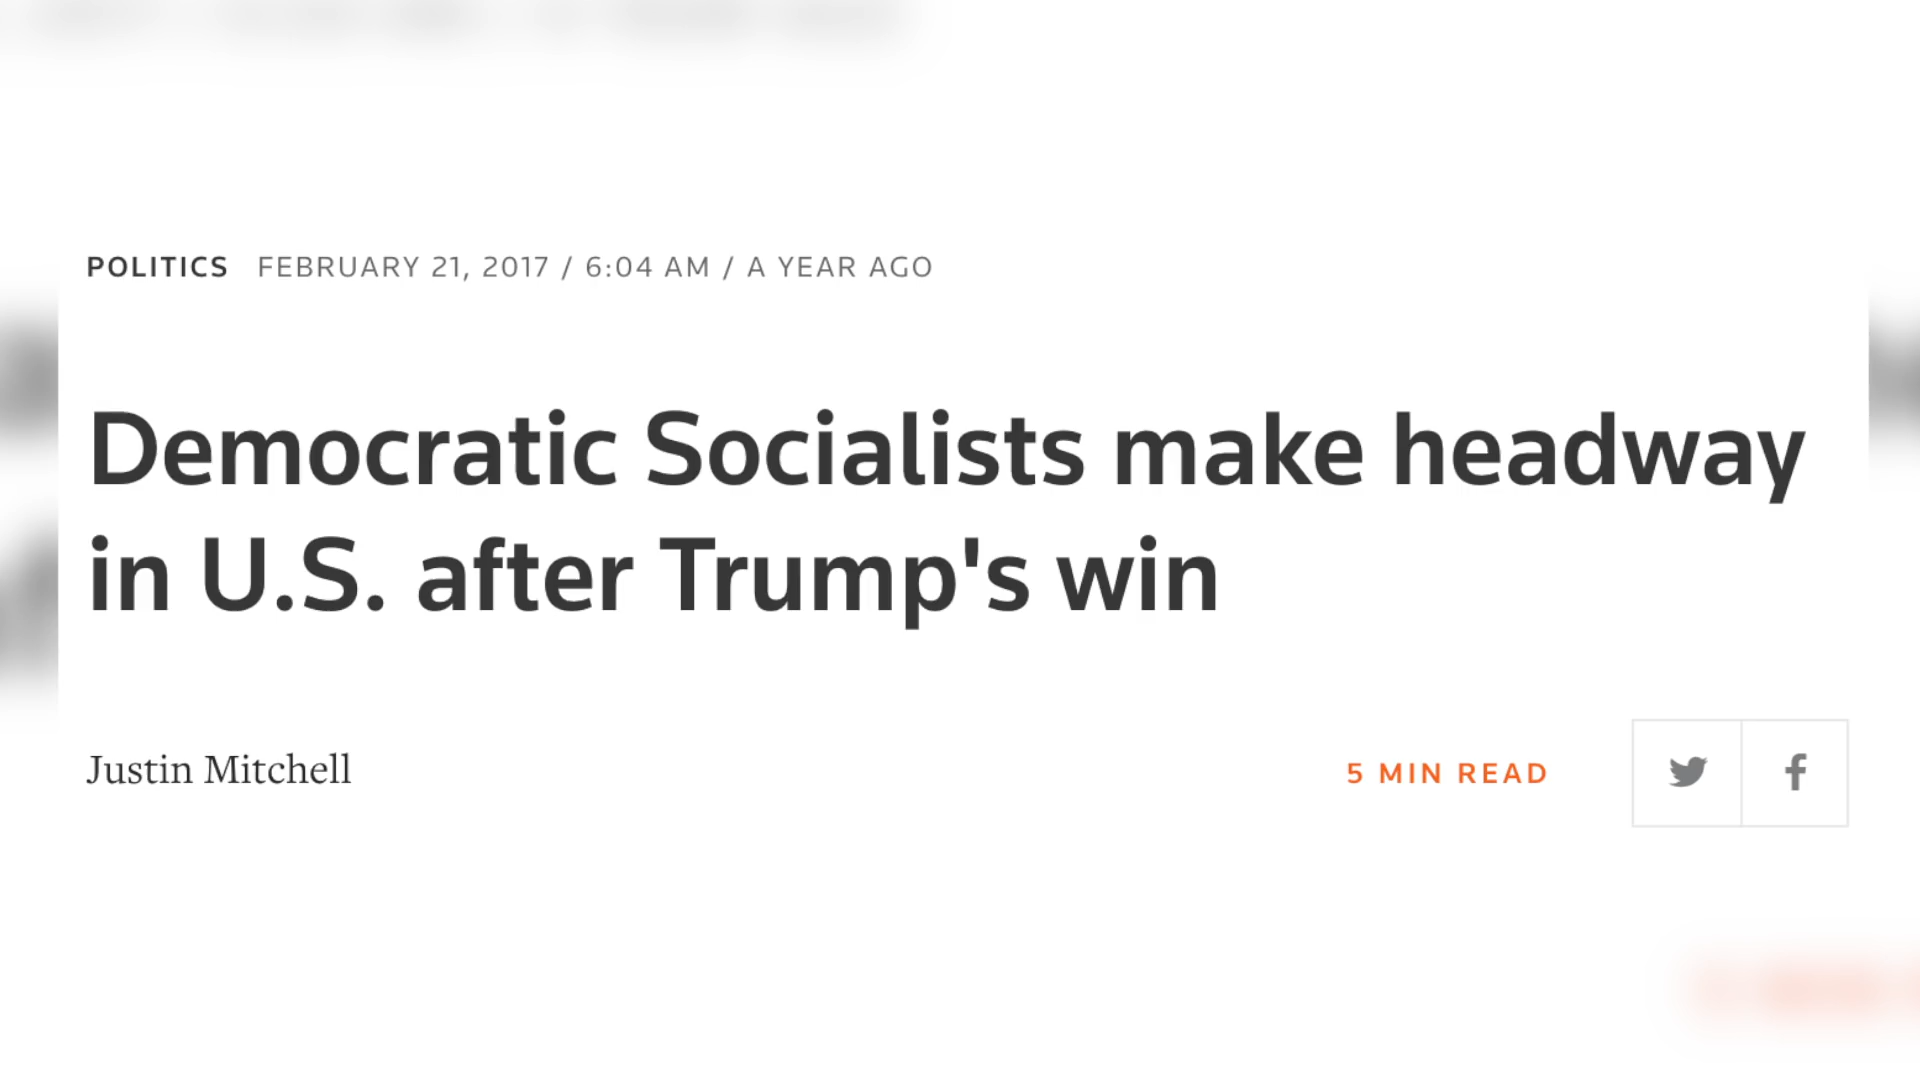 POLITICS FEBRUARY 21, 2017 / 6:04 AM / A YEAR AGO
Democratic Socialists make headway
in U.S. after Trump's win
Justin Mitchell
5 MIN READ